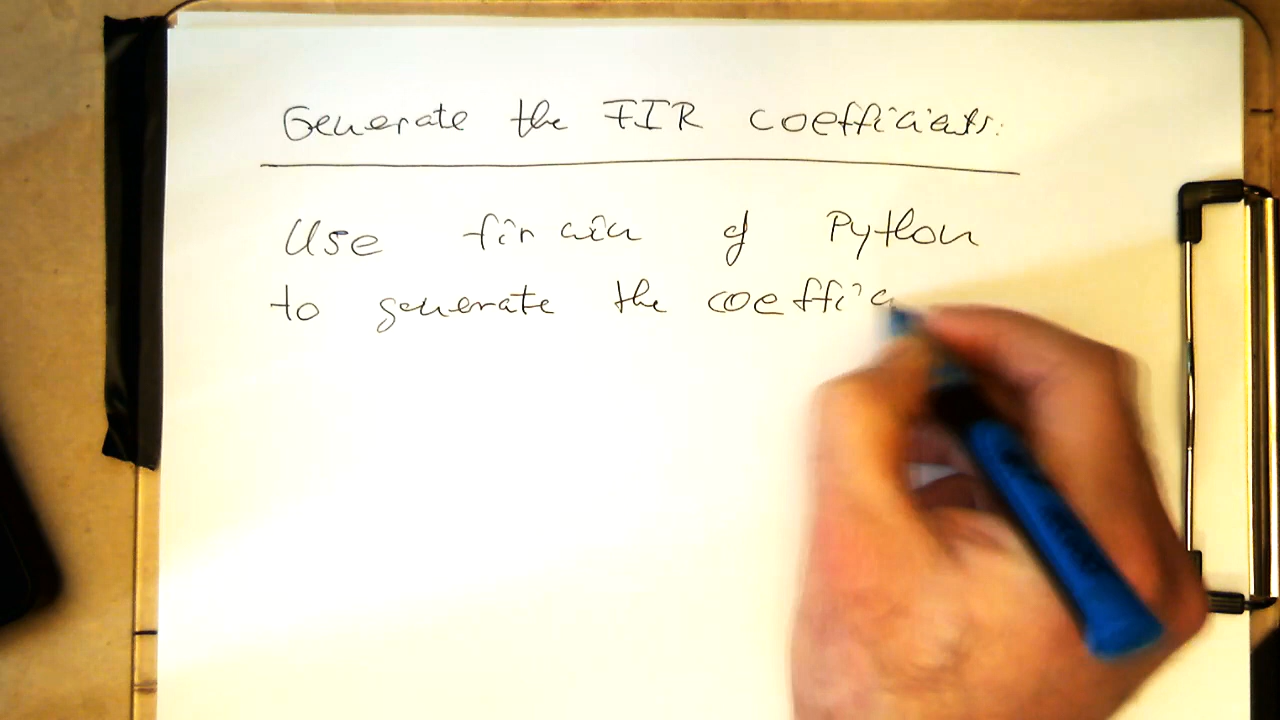 Generate the FIR coefficients:
Use firwin of Python
to generate the coeffic